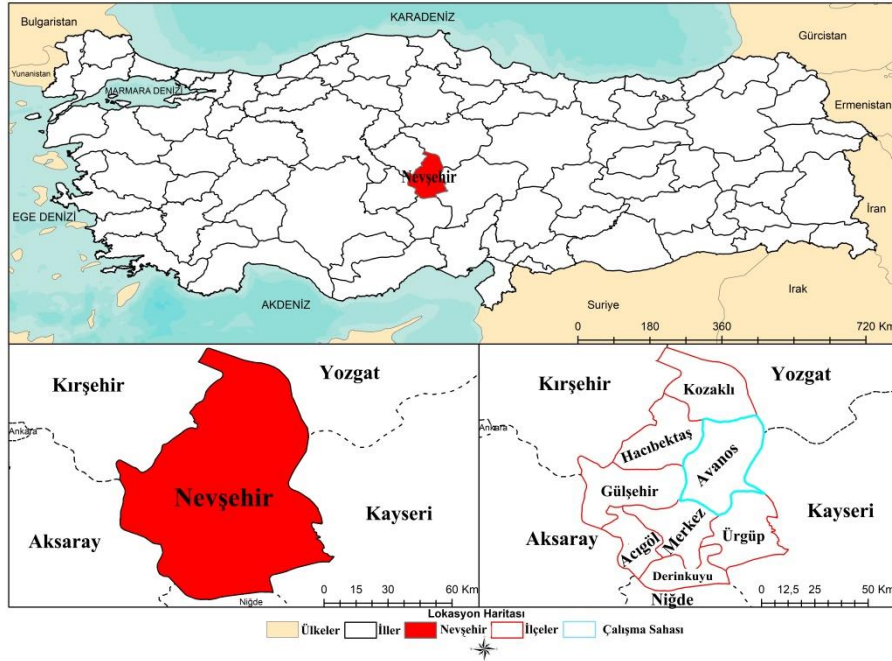 Bulgaristan
KARADENİZ
Gürcistan
Yunanistan
MARMARA DENİZİ
Ermenistan
Nevşehir
EGE DENİZİ
İran
AKDENİZ
Suriye
Irak
0 180 360 720 Km
Kırşehir
Yozgat
Ankara
Nevşehir
Kayseri
Aksaray
Niğde
0 30 60 Km
Kırşehir
Kozaklı
Yozgat
Ankara
Hacıbektaş
Avanos
Gülşehir
Kayseri
Aksaray
Acıgöl
Merkez
Ürgüp
Derinkuyu
Niğde
0 12,5 25 50 Km
Lokasyon Haritası
Ülkeler İller Nevşehir İlçeler Çalışma Sahası